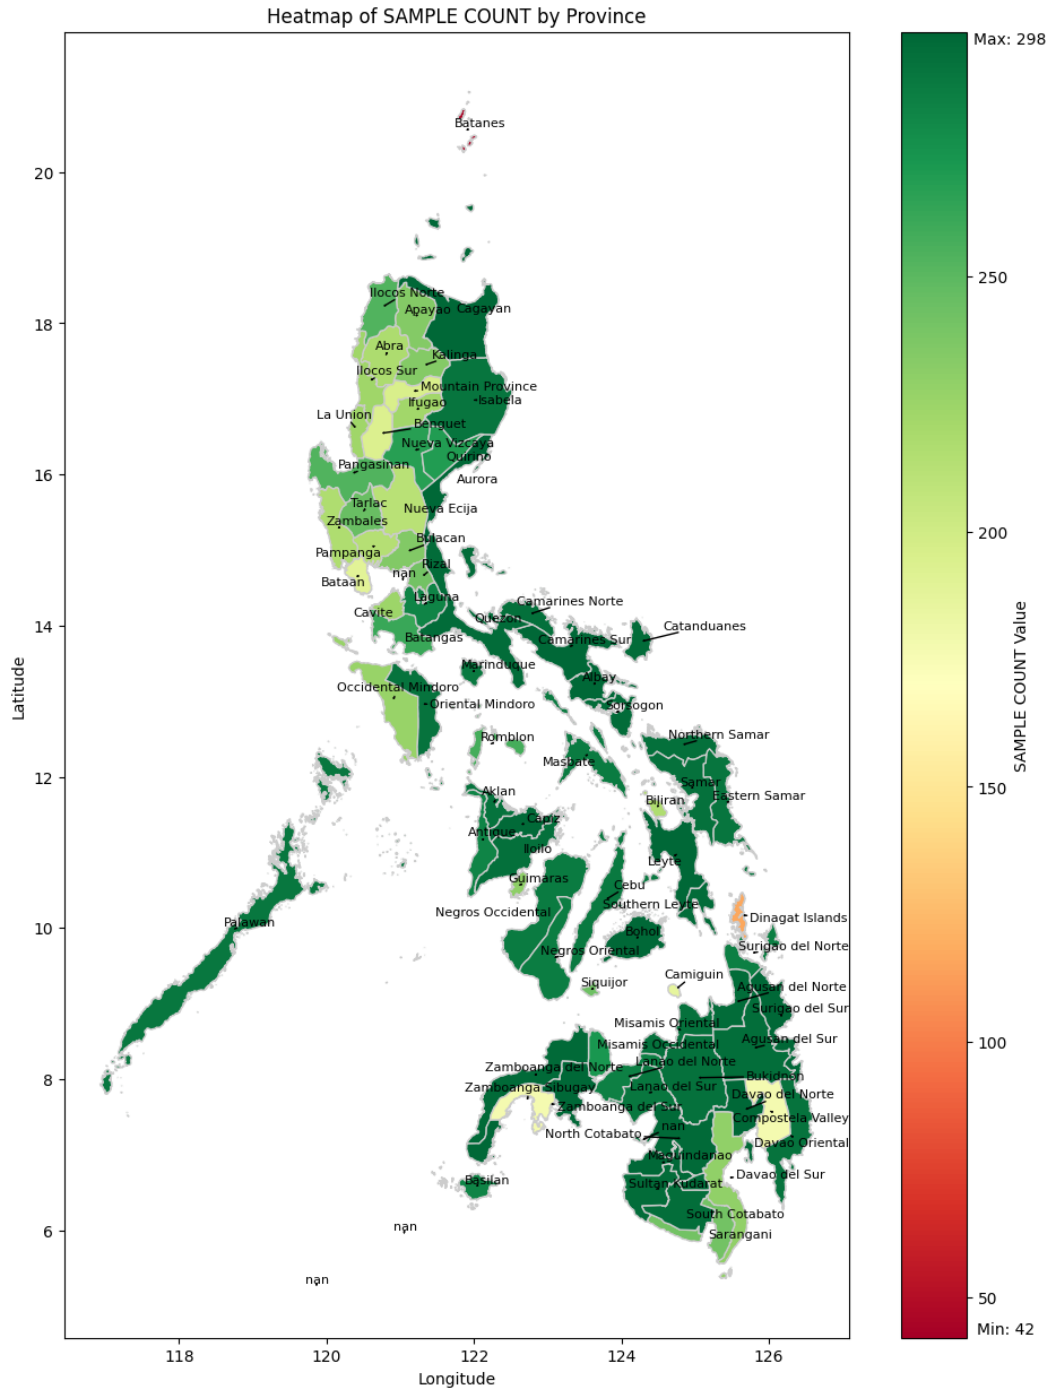 Heatmap of SAMPLE COUNT by Province
Max: 298
Batanes
20
250
Ilocos Norte
Cagayan
Apayao
18
Abra
Kalinga
Ilocos Sur
Mountain Province
Isabela
Ifugao
La Union
Benguet
Nueva Vizcaya
Quirino
Pangasinan
16
Aurora
Tarlac
Nueva Ecija
Zambales
200
Bulacan
Pampanga
Rizal
nan
Bataan
Laguna
Camarines Norte
Cavite
Quezon
14
Catanduanes
Batangas
Camarines Sur
Marinduque
Albay
Occidental Mindoro
Oriental Mindoro
Sorsogon
Latitude
SAMPLE COUNT Value
Romblon
Northern Samar
Masbate
12
Samar
150
Aklan
Eastern Samar
Biliran
Capiz
Antique
Iloilo
Leyte
Guimaras
Cebu
Southern Leyte
Negros Occidental
Dinagat Islands
Palawan
10
Bohol
Surigao del Norte
Negros Oriental
Camiguin
Siquijor
Agusan del Norte
Surigao del Sur
Misamis Oriental
100
Agusan del Sur
Misamis Occidental
Lanao del Norte
Zamboanga del Norte
8
Bukidnon
Zamboanga Sibugay
Lanao del Sur
Davao del Norte
Zamboanga del Sur
Compostela Valley
nan
North Cotabato
Davao Oriental
Maguindanao
Davao del Sur
Basilan
Sultan Kudarat
South Cotabato
nan
6
Sarangani
nan
50
Min: 42
118
120
122
124
126
Longitude